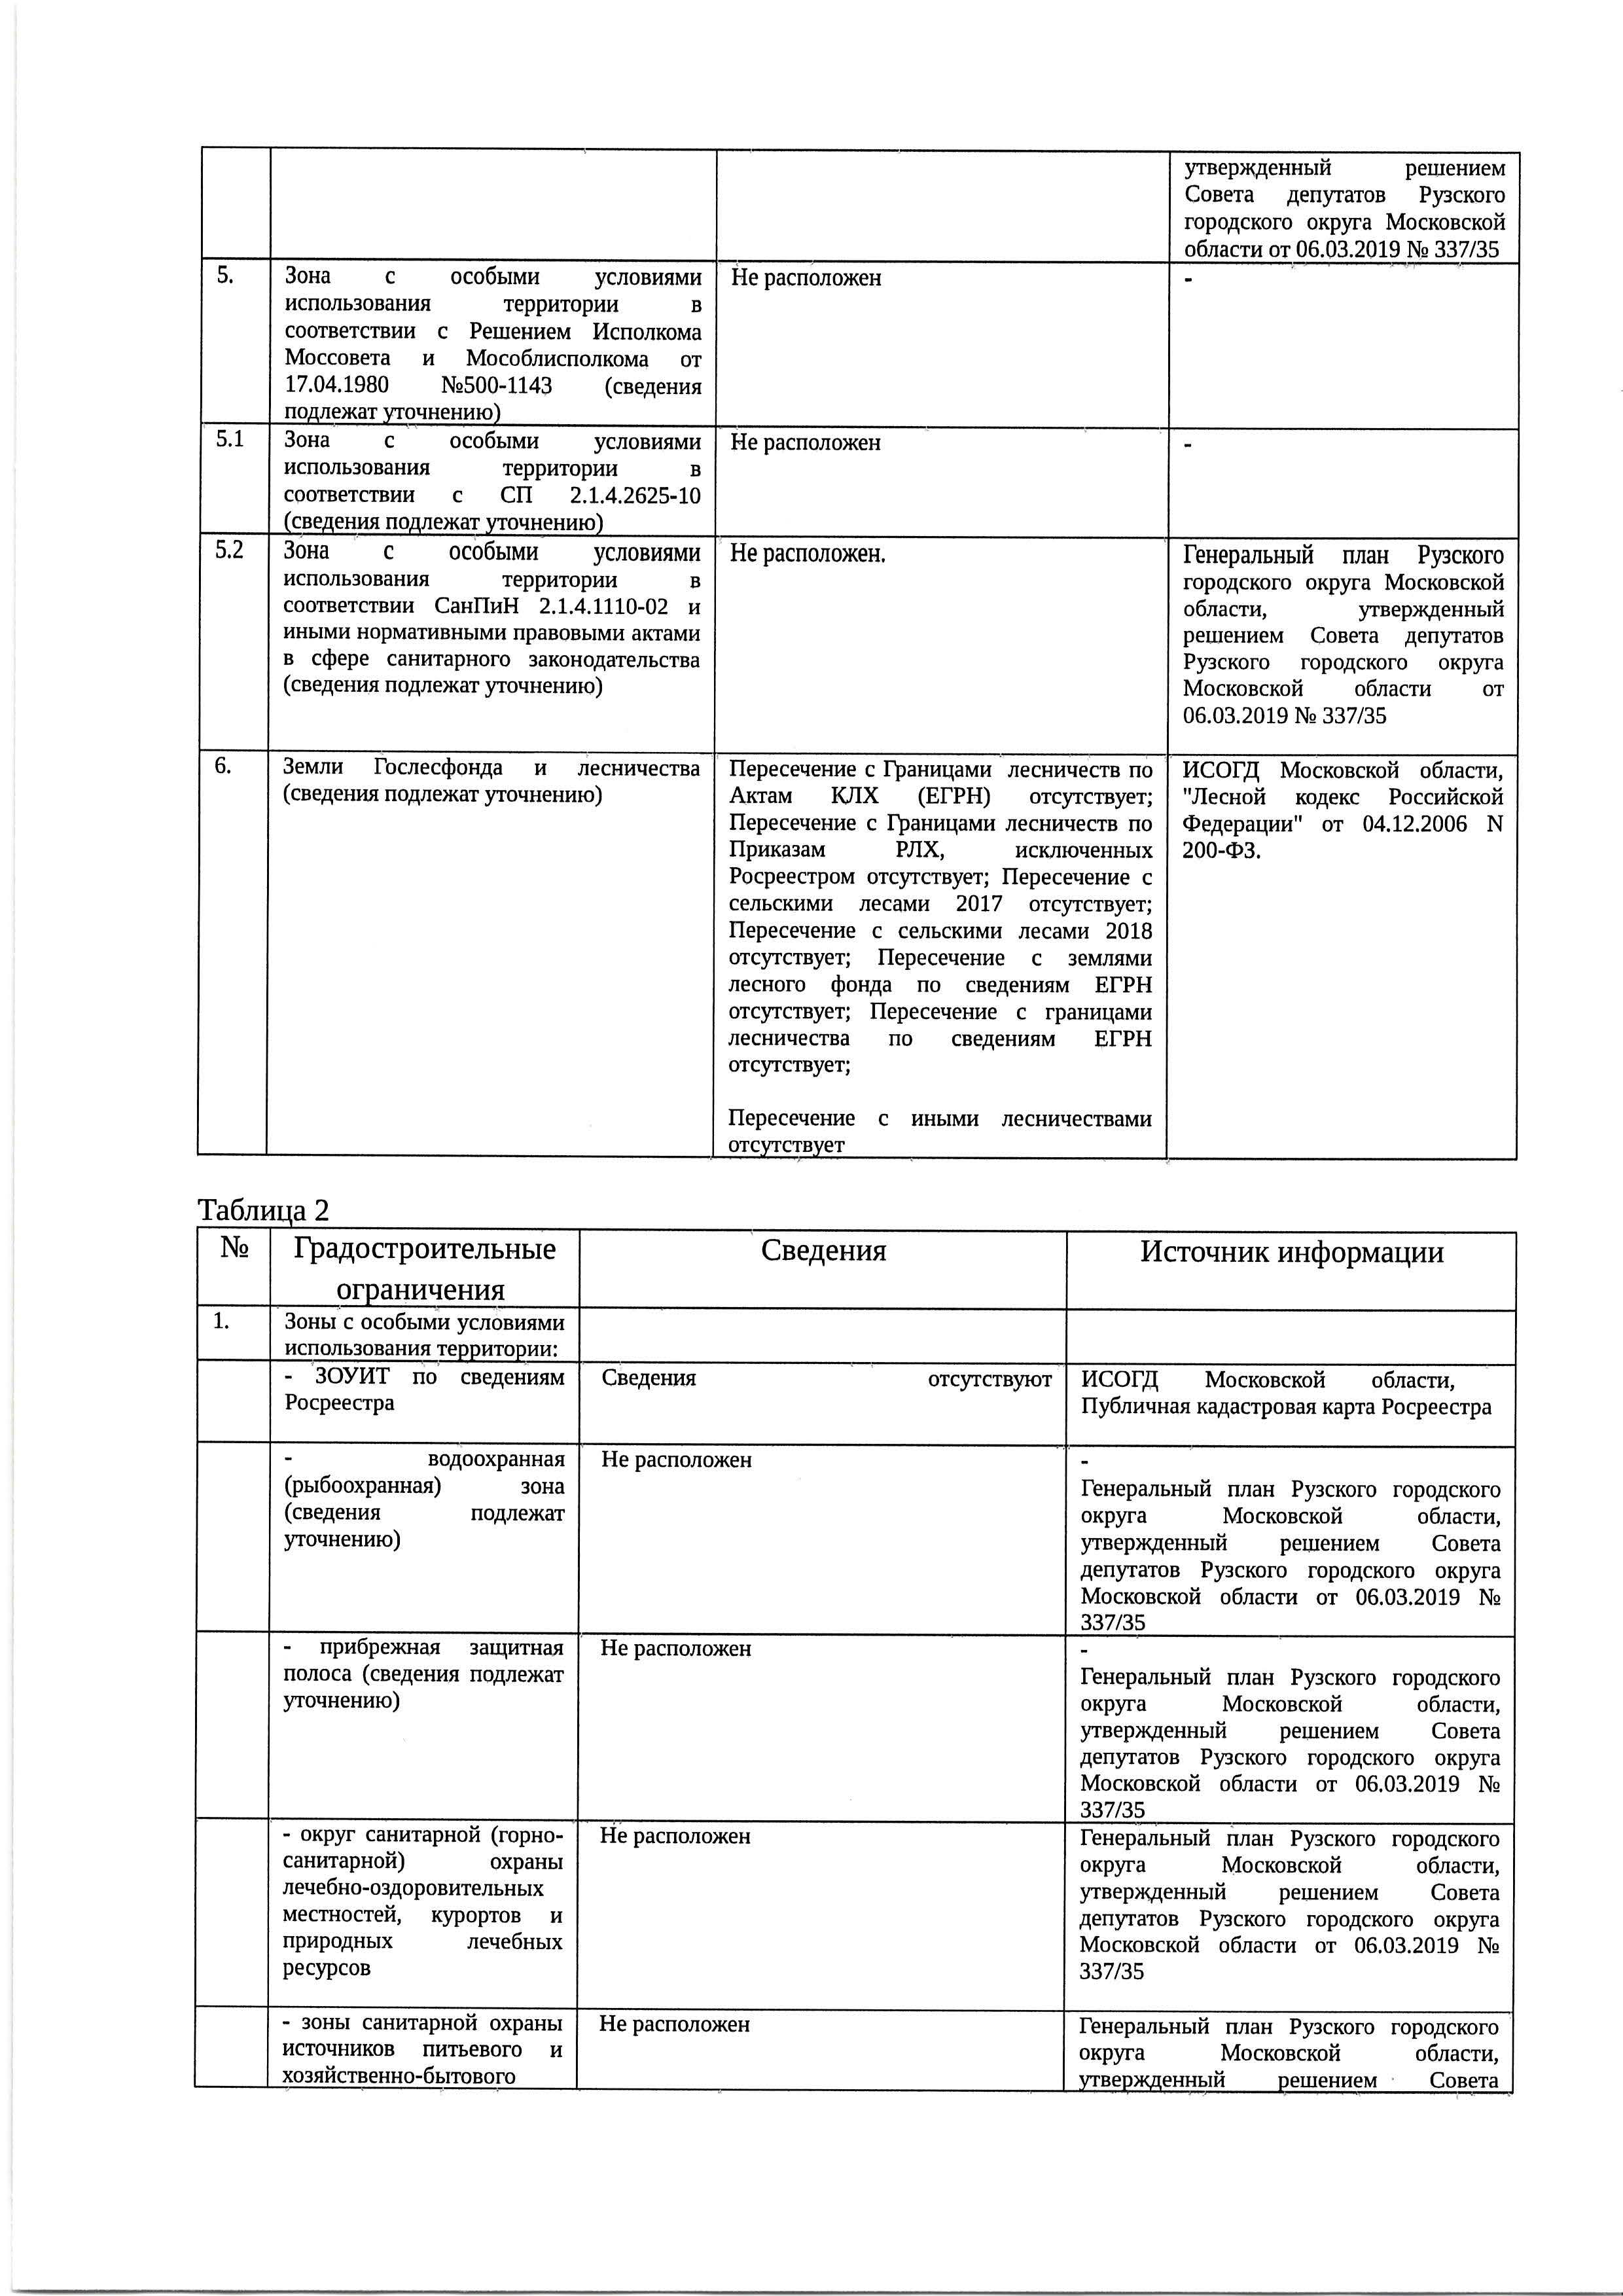 утвержденный решением
Совета депутатов Рузского
городского округа Московской
области от 06.03.2019 № 337/35
5.
Зона с особыми условиями
использования территории в
соответствии с Решением Исполкома
Моссовета и Мособлисполкома от
17.04.1980 №500-1143 (сведения
подлежат уточнению)
Не расположен
-
5.1
Зона с особыми условиями
использования территории в
соответствии с СП 2.1.4.2625-10
(сведения подлежат уточнению)
Не расположен
-
5.2
Зона с особыми условиями
использования территории в
соответствии СанПиН 2.1.4.1110-02 и
иными нормативными правовыми актами
в сфере санитарного законодательства
(сведения подлежат уточнению)
Не расположен.
Генеральный план Рузского
городского округа Московской
области, утвержденный
решением Совета депутатов
Рузского городского округа
Московской области от
06.03.2019 № 337/35
6.
Земли Гослесфонда и лесничества
(сведения подлежат уточнению)
Пересечение с Границами лесничеств по
Актам КЛХ (ЕГРН) отсутствует;
Пересечение с Границами лесничеств по
Приказам РЛХ, исключенных
Росреестром отсутствует; Пересечение с
сельскими лесами 2017 отсутствует;
Пересечение с сельскими лесами 2018
отсутствует; Пересечение с землями
лесного фонда по сведениям ЕГРН
отсутствует; Пересечение с границами
лесничества по сведениям ЕГРН
отсутствует;
Пересечение с иными лесничествами
отсутствует
ИСОГД Московской области,
"Лесной кодекс Российской
Федерации" от 04.12.2006 N
200-ФЗ.
Таблица 2
№
Градостроительные
ограничения
Сведения
Источник информации
1.
Зоны с особыми условиями
использования территории:
- ЗОУИТ по сведениям
Росреестра
Сведения отсутствуют
ИСОГД Московской области,
Публичная кадастровая карта Росреестра
- водоохранная
(рыбоохранная) зона
(сведения подлежат
уточнению)
Не расположен
-
Генеральный план Рузского городского
округа Московской области,
утвержденный решением Совета
депутатов Рузского городского округа
Московской области от 06.03.2019 №
337/35
- прибрежная защитная
полоса (сведения подлежат
уточнению)
Не расположен
-
Генеральный план Рузского городского
округа Московской области,
утвержденный решением Совета
депутатов Рузского городского округа
Московской области от 06.03.2019 №
337/35
- округ санитарной (горно-
санитарной) охраны
лечебно-оздоровительных
местностей, курортов и
природных лечебных
ресурсов
Не расположен
Генеральный план Рузского городского
округа Московской области,
утвержденный решением Совета
депутатов Рузского городского округа
Московской области от 06.03.2019 №
337/35
- зоны санитарной охраны
источников питьевого и
хозяйственно-бытового
Не расположен
Генеральный план Рузского городского
округа Московской области,
утвержденный решением Совета